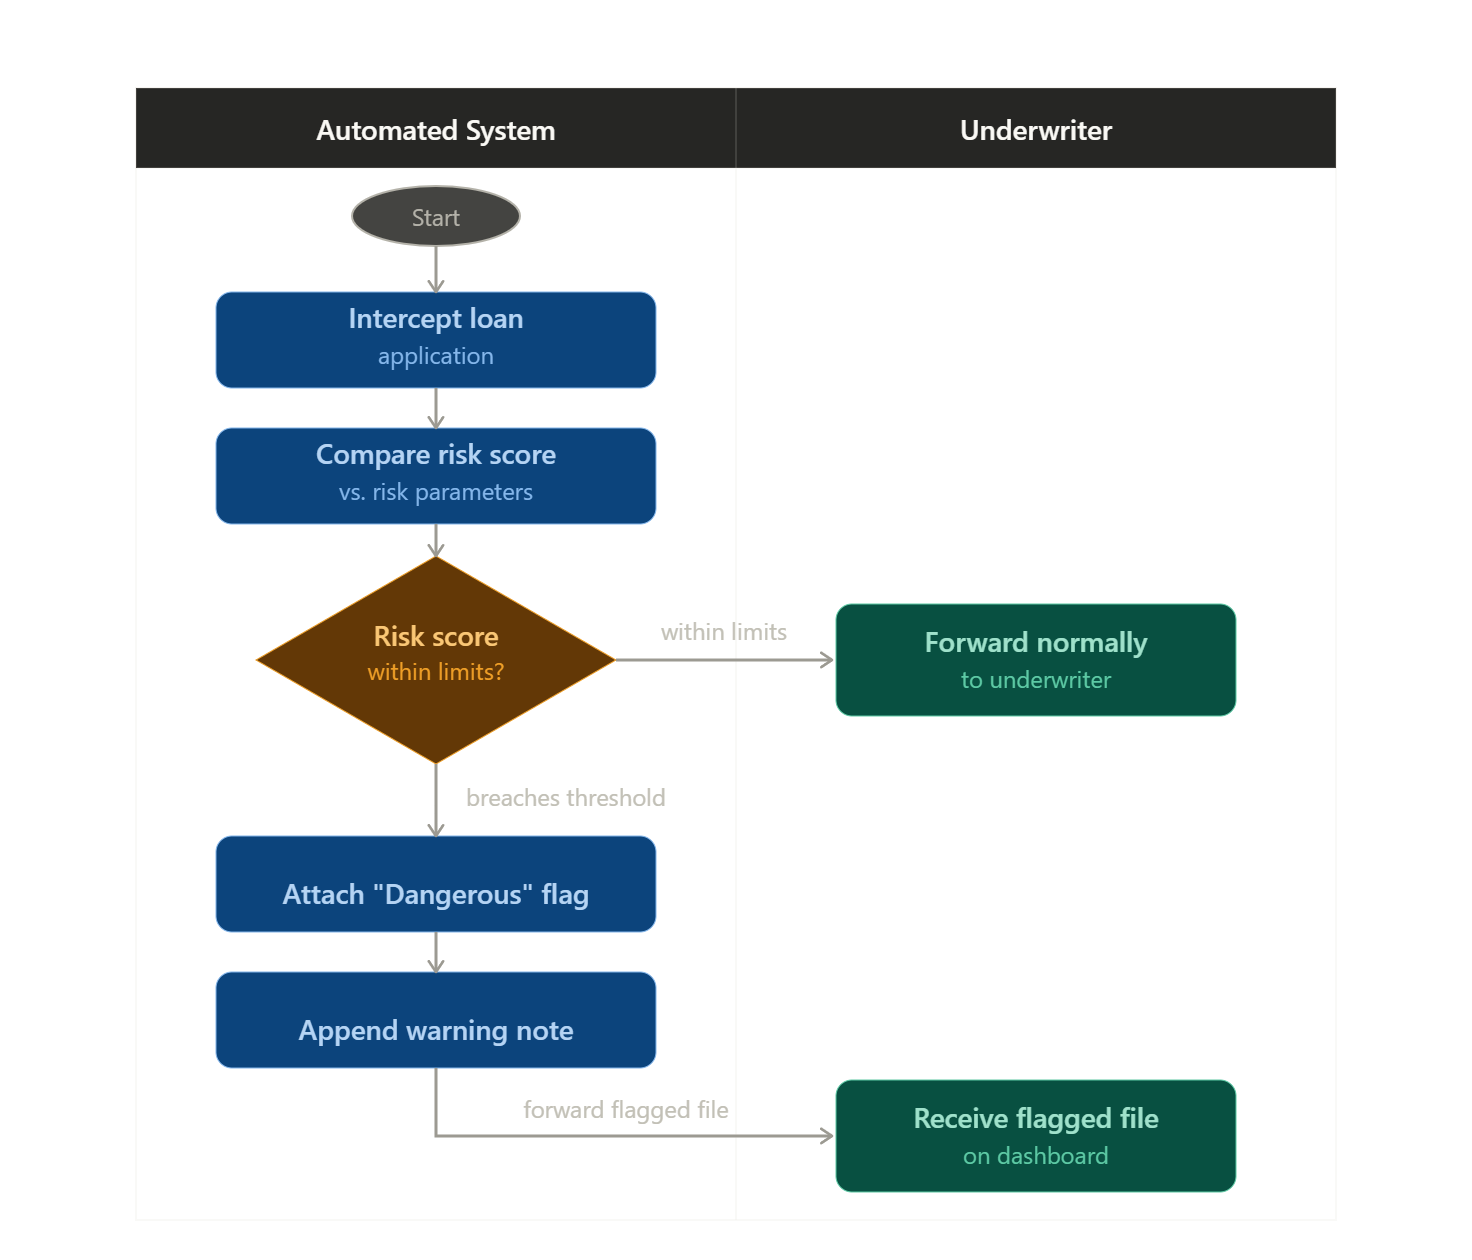 Automated System
Underwriter
Start
Intercept loan
application
Compare risk score
vs. risk parameters
Risk score
within limits?
within limits
Forward normally
to underwriter
breaches threshold
Attach "Dangerous" flag
Append warning note
forward flagged file
Receive flagged file
on dashboard